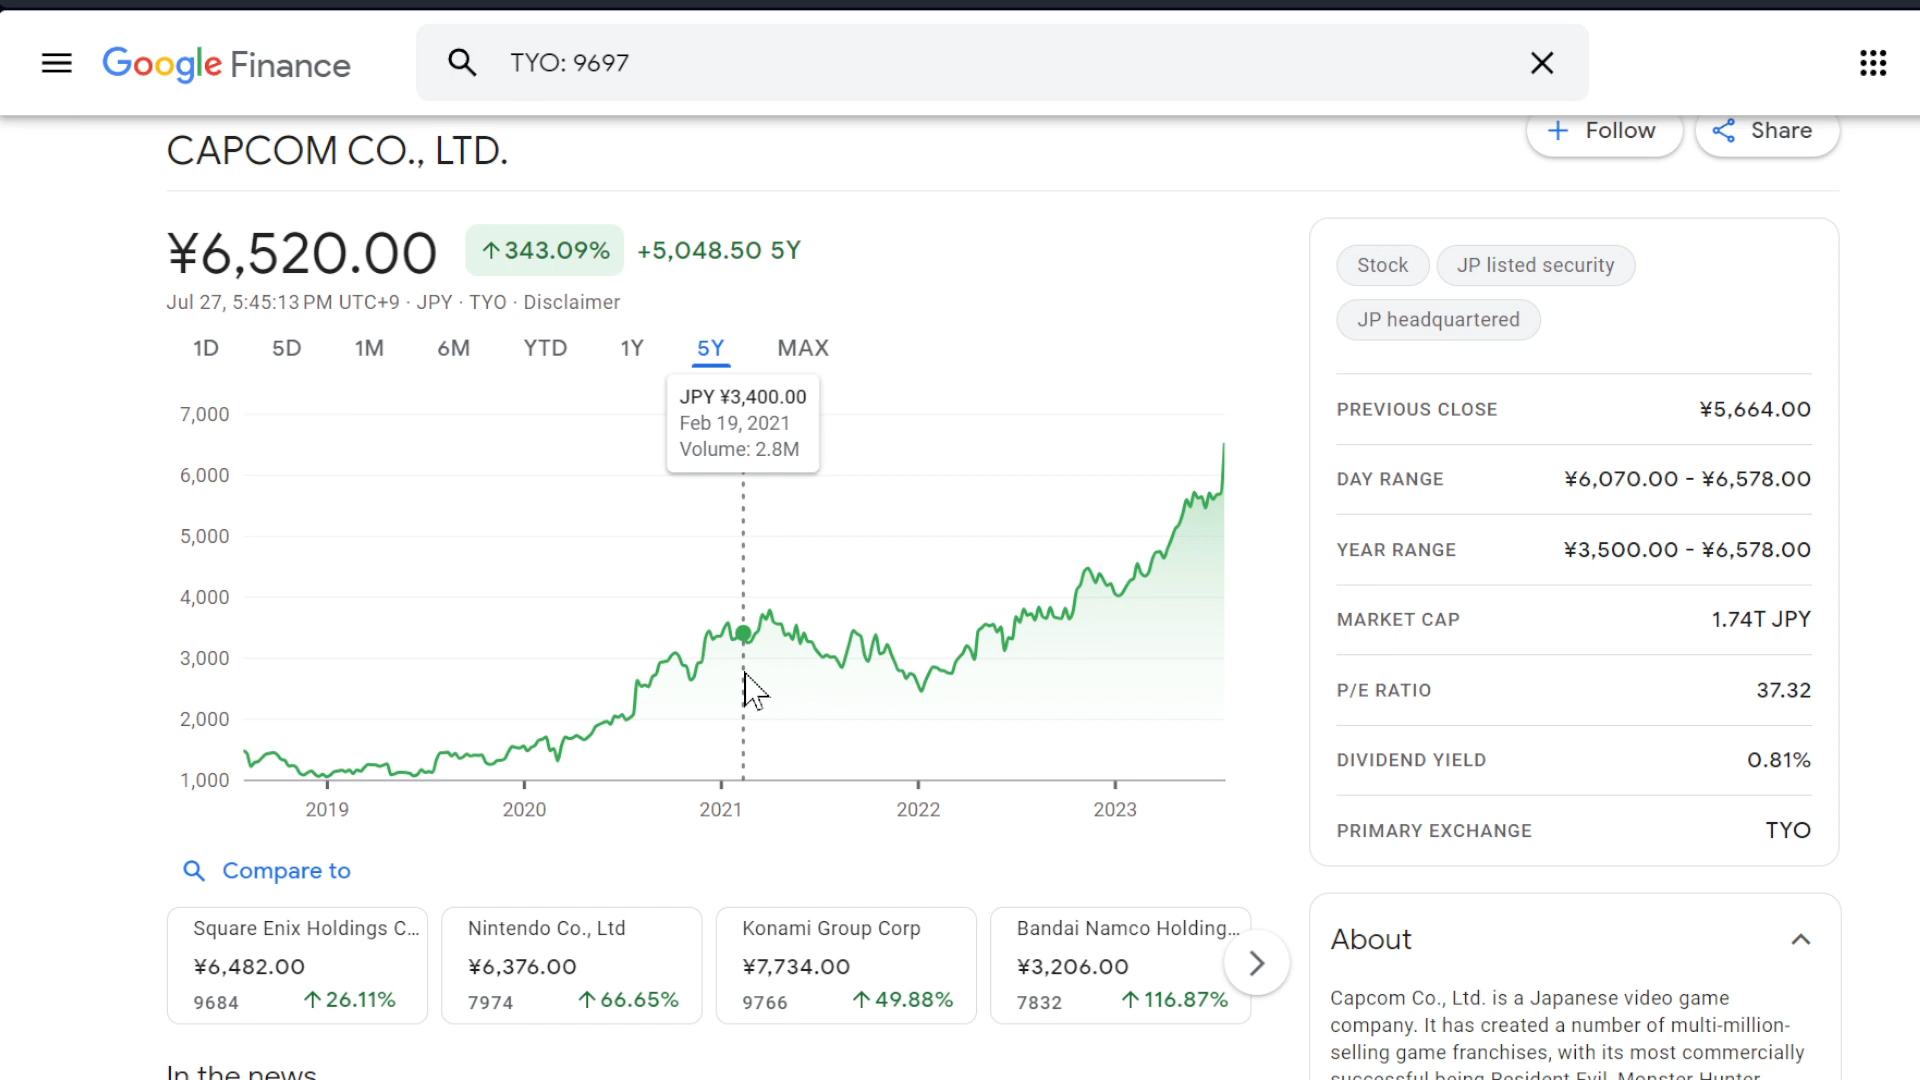 Google Finance
TYO: 9697
CAPCOM CO., LTD.
+ Follow
Share
¥6,520.00
↑343.09%
+5,048.50 5Y
Jul 27, 5:45:13 PM UTC+9 · JPY · TYO · Disclaimer
1D 5D 1M 6M YTD 1Y 5Y MAX
JPY ¥3,400.00
Feb 19, 2021
Volume: 2.8M
7,000
6,000
5,000
4,000
3,000
2,000
1,000
2019 2020 2021 2022 2023
Compare to
Square Enix Holdings C...
¥6,482.00
9684 ↑26.11%
Nintendo Co., Ltd
¥6,376.00
7974 ↑66.65%
Konami Group Corp
¥7,734.00
9766 ↑49.88%
Bandai Namco Holding...
¥3,206.00
7832 ↑116.87%
In the news
Stock
JP listed security
JP headquartered
PREVIOUS CLOSE ¥5,664.00
DAY RANGE ¥6,070.00 - ¥6,578.00
YEAR RANGE ¥3,500.00 - ¥6,578.00
MARKET CAP 1.74T JPY
P/E RATIO 37.32
DIVIDEND YIELD 0.81%
PRIMARY EXCHANGE TYO
About
Capcom Co., Ltd. is a Japanese video game
company. It has created a number of multi-million-
selling game franchises, with its most commercially
successful being Resident Evil, Monster Hunter,